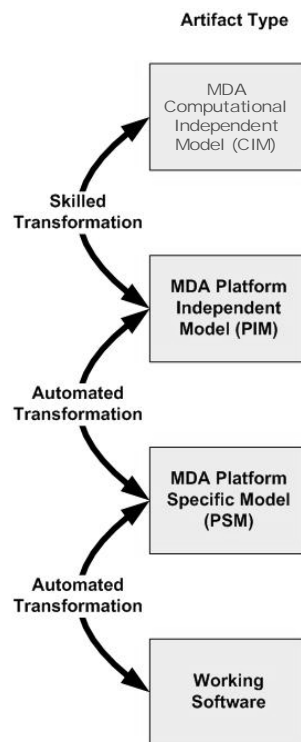 Artifact Type
MDA
Computational
Independent
Model (CIM)
Skilled
Transformation
MDA Platform
Independent
Model (PIM)
Automated
Transformation
MDA Platform
Specific Model
(PSM)
Automated
Transformation
Working
Software